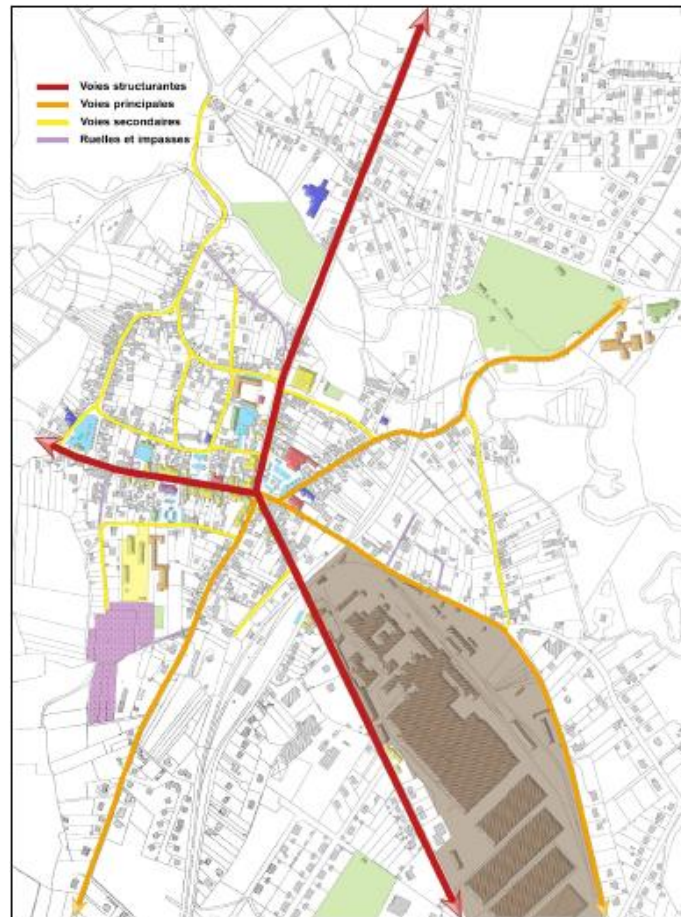 Voies structurantes
Voies principales
Voies secondaires
Ruelles et impasses